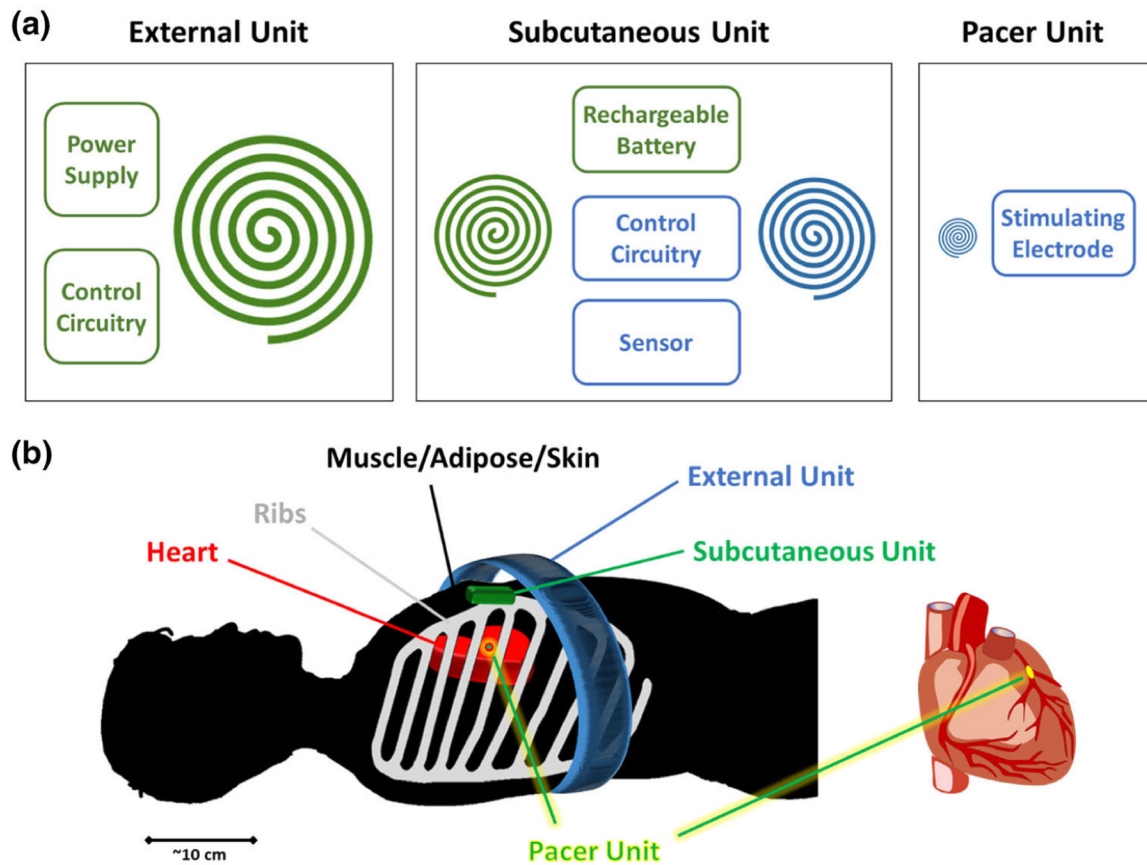 (a)
External Unit
Subcutaneous Unit
Pacer Unit
Power
Supply
Control
Circuitry
Rechargeable
Battery
Control
Circuitry
Sensor
Stimulating
Electrode
(b)
Muscle/Adipose/Skin
External Unit
Ribs
Subcutaneous Unit
Heart
Pacer Unit
~10 cm